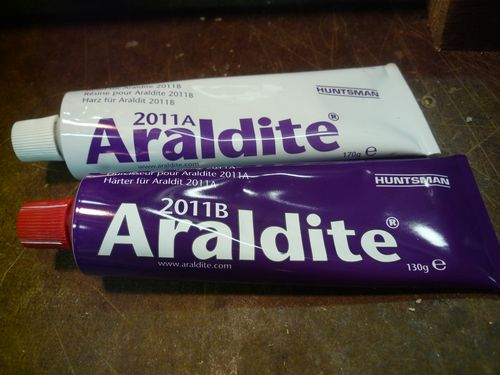 Résine pour Araldite 2011B
Harz für Araldit 2011B
HUNTSMAN
2011A
Araldite®
www.araldite.com
170g e
Durcisseur pour Araldite 2011A
Härter für Araldit 2011A
HUNTSMAN
2011B
Araldite®
www.araldite.com
130g e